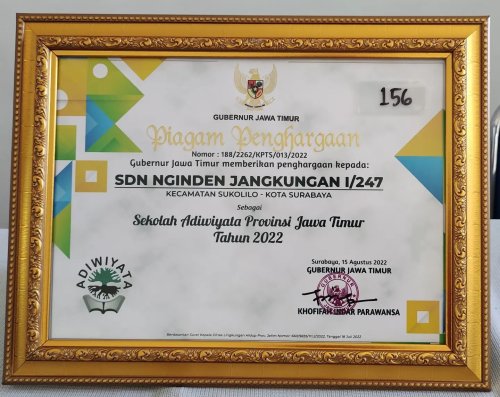 156
GUBERNUR JAWA TIMUR
Piagam Penghargaan
Nomor : 188/2262/KPTS/013/2022
Gubernur Jawa Timur memberikan penghargaan kepada:
SDN NGINDEN JANGKUNGAN I/247
KECAMATAN SUKOLILO - KOTA SURABAYA
Sebagai
Sekolah Adiwiyata Provinsi Jawa Timur
Tahun 2022
ADIWIYATA
Surabaya, 15 Agustus 2022
GUBERNUR JAWA TIMUR
GUBERNUR
KHOFIFAH INDAR PARAWANSA